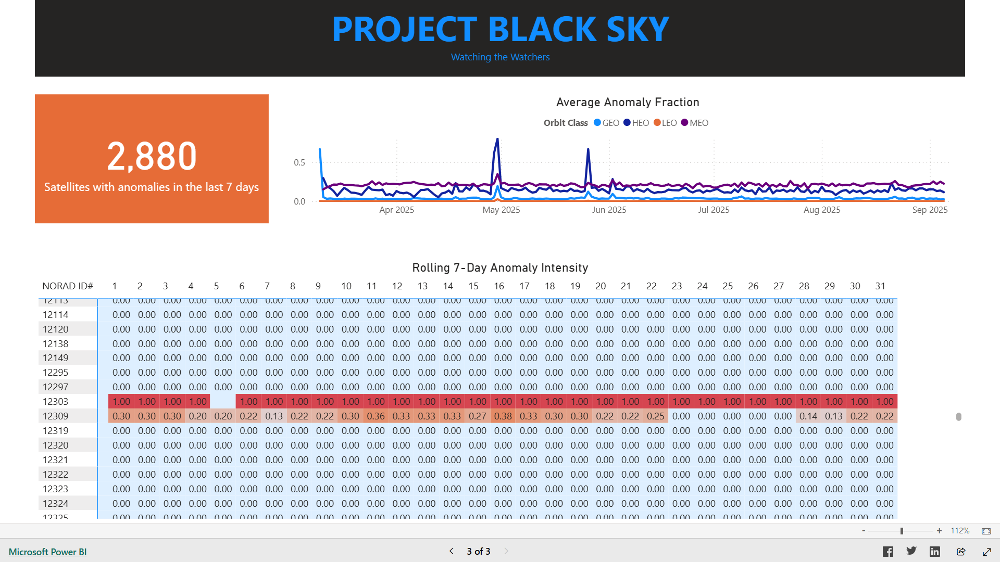 PROJECT BLACK SKY
Watching the Watchers
2,880
Satellites with anomalies in the last 7 days
Average Anomaly Fraction
Orbit Class GEO HEO LEO MEO
0.5
0.0
Apr 2025 May 2025 Jun 2025 Jul 2025 Aug 2025 Sep 2025
Rolling 7-Day Anomaly Intensity
NORAD ID# 1 2 3 4 5 6 7 8 9 10 11 12 13 14 15 16 17 18 19 20 21 22 23 24 25 26 27 28 29 30 31
12113 0.00 0.00 0.00 0.00 0.00 0.00 0.00 0.00 0.00 0.00 0.00 0.00 0.00 0.00 0.00 0.00 0.00 0.00 0.00 0.00 0.00 0.00 0.00 0.00 0.00 0.00 0.00 0.00 0.00 0.00 0.00
12114 0.00 0.00 0.00 0.00 0.00 0.00 0.00 0.00 0.00 0.00 0.00 0.00 0.00 0.00 0.00 0.00 0.00 0.00 0.00 0.00 0.00 0.00 0.00 0.00 0.00 0.00 0.00 0.00 0.00 0.00 0.00
12120 0.00 0.00 0.00 0.00 0.00 0.00 0.00 0.00 0.00 0.00 0.00 0.00 0.00 0.00 0.00 0.00 0.00 0.00 0.00 0.00 0.00 0.00 0.00 0.00 0.00 0.00 0.00 0.00 0.00 0.00 0.00
12138 0.00 0.00 0.00 0.00 0.00 0.00 0.00 0.00 0.00 0.00 0.00 0.00 0.00 0.00 0.00 0.00 0.00 0.00 0.00 0.00 0.00 0.00 0.00 0.00 0.00 0.00 0.00 0.00 0.00 0.00 0.00
12149 0.00 0.00 0.00 0.00 0.00 0.00 0.00 0.00 0.00 0.00 0.00 0.00 0.00 0.00 0.00 0.00 0.00 0.00 0.00 0.00 0.00 0.00 0.00 0.00 0.00 0.00 0.00 0.00 0.00 0.00 0.00
12295 0.00 0.00 0.00 0.00 0.00 0.00 0.00 0.00 0.00 0.00 0.00 0.00 0.00 0.00 0.00 0.00 0.00 0.00 0.00 0.00 0.00 0.00 0.00 0.00 0.00 0.00 0.00 0.00 0.00 0.00 0.00
12297 0.00 0.00 0.00 0.00 0.00 0.00 0.00 0.00 0.00 0.00 0.00 0.00 0.00 0.00 0.00 0.00 0.00 0.00 0.00 0.00 0.00 0.00 0.00 0.00 0.00 0.00 0.00 0.00 0.00 0.00 0.00
12303 1.00 1.00 1.00 1.00 1.00 1.00 1.00 1.00 1.00 1.00 1.00 1.00 1.00 1.00 1.00 1.00 1.00 1.00 1.00 1.00 1.00 1.00 1.00 1.00 1.00 1.00 1.00 1.00 1.00 1.00
12309 0.30 0.30 0.30 0.20 0.20 0.22 0.13 0.22 0.22 0.30 0.36 0.33 0.33 0.33 0.27 0.38 0.33 0.30 0.30 0.22 0.22 0.25 0.00 0.00 0.00 0.00 0.00 0.14 0.13 0.22 0.22
12319 0.00 0.00 0.00 0.00 0.00 0.00 0.00 0.00 0.00 0.00 0.00 0.00 0.00 0.00 0.00 0.00 0.00 0.00 0.00 0.00 0.00 0.00 0.00 0.00 0.00 0.00 0.00 0.00 0.00 0.00 0.00
12320 0.00 0.00 0.00 0.00 0.00 0.00 0.00 0.00 0.00 0.00 0.00 0.00 0.00 0.00 0.00 0.00 0.00 0.00 0.00 0.00 0.00 0.00 0.00 0.00 0.00 0.00 0.00 0.00 0.00 0.00 0.00
12321 0.00 0.00 0.00 0.00 0.00 0.00 0.00 0.00 0.00 0.00 0.00 0.00 0.00 0.00 0.00 0.00 0.00 0.00 0.00 0.00 0.00 0.00 0.00 0.00 0.00 0.00 0.00 0.00 0.00 0.00 0.00
12322 0.00 0.00 0.00 0.00 0.00 0.00 0.00 0.00 0.00 0.00 0.00 0.00 0.00 0.00 0.00 0.00 0.00 0.00 0.00 0.00 0.00 0.00 0.00 0.00 0.00 0.00 0.00 0.00 0.00 0.00 0.00
12323 0.00 0.00 0.00 0.00 0.00 0.00 0.00 0.00 0.00 0.00 0.00 0.00 0.00 0.00 0.00 0.00 0.00 0.00 0.00 0.00 0.00 0.00 0.00 0.00 0.00 0.00 0.00 0.00 0.00 0.00 0.00
12324 0.00 0.00 0.00 0.00 0.00 0.00 0.00 0.00 0.00 0.00 0.00 0.00 0.00 0.00 0.00 0.00 0.00 0.00 0.00 0.00 0.00 0.00 0.00 0.00 0.00 0.00 0.00 0.00 0.00 0.00 0.00
12325 0.00 0.00 0.00 0.00 0.00 0.00 0.00 0.00 0.00 0.00 0.00 0.00 0.00 0.00 0.00 0.00 0.00 0.00 0.00 0.00 0.00 0.00 0.00 0.00 0.00 0.00 0.00 0.00 0.00 0.00 0.00
- + 112%
Microsoft Power BI 3 of 3